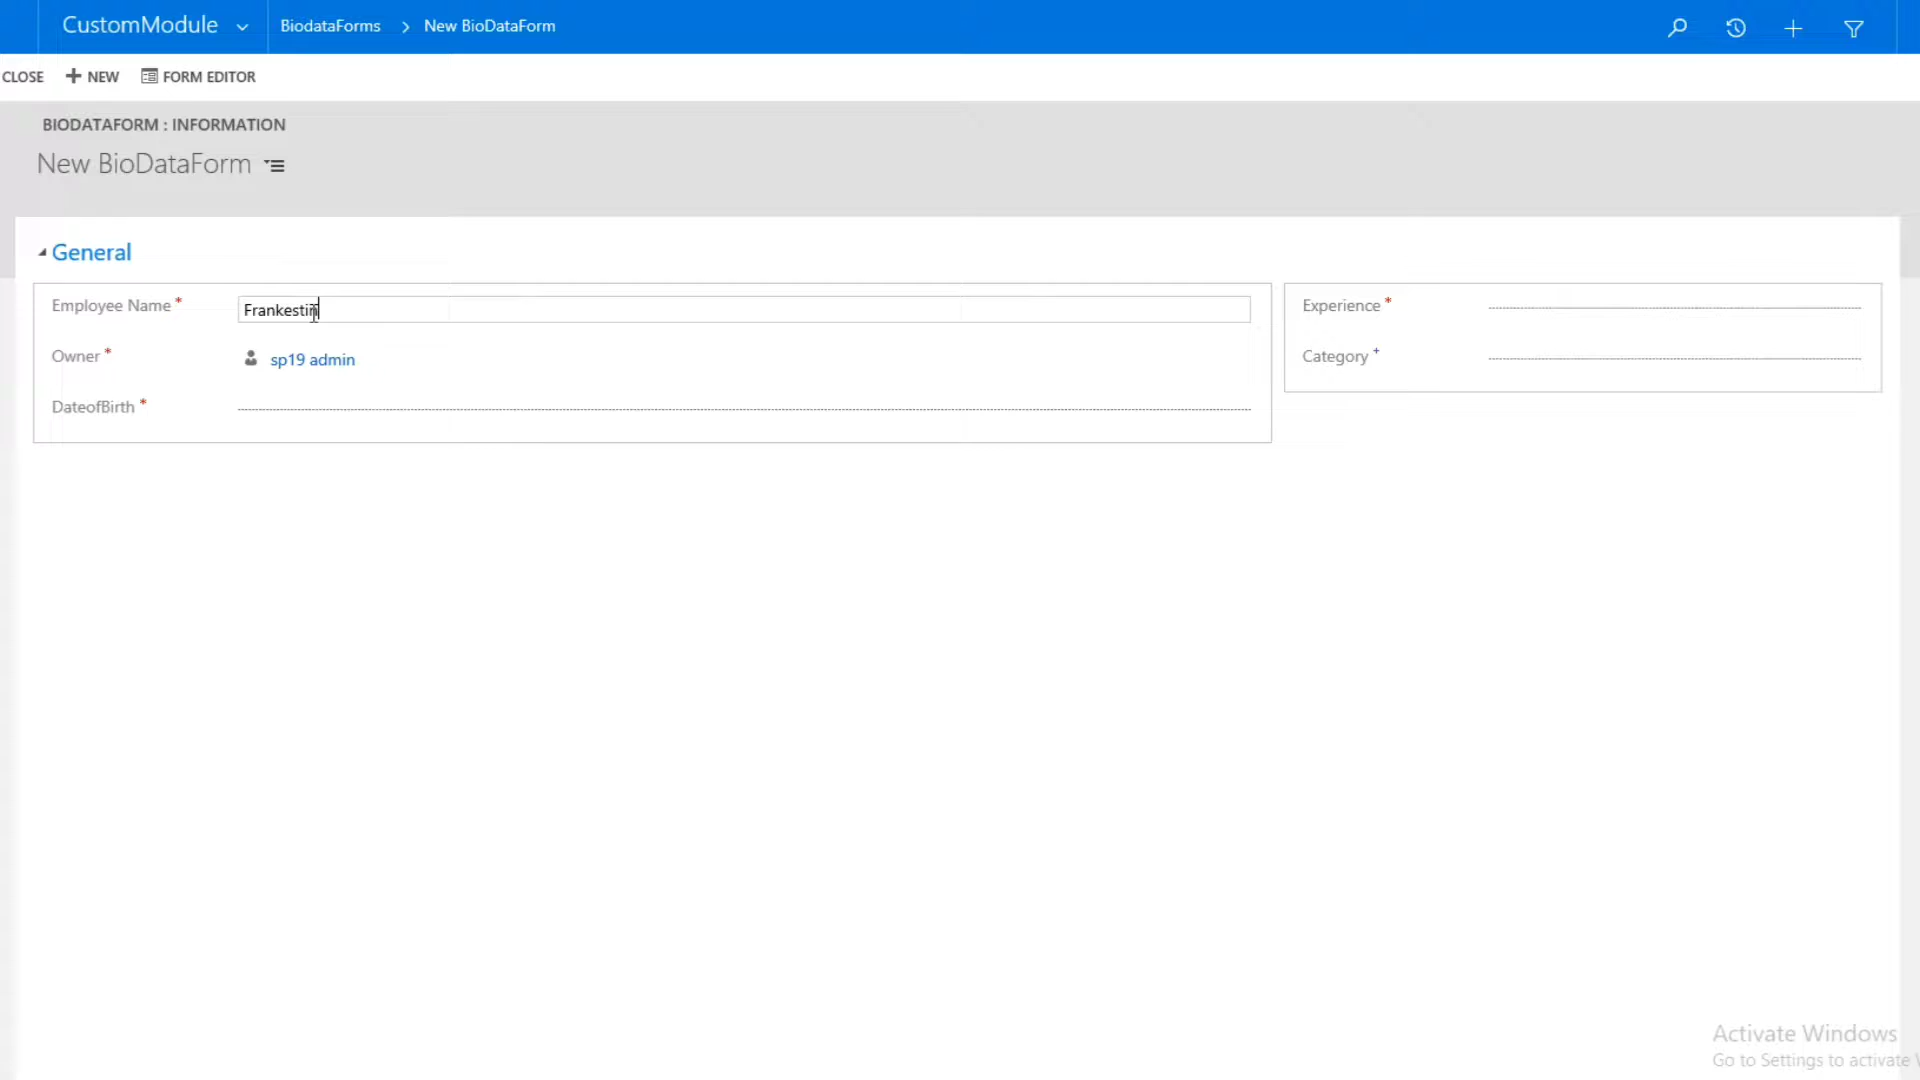 CustomModule BiodataForms New BioDataForm
CLOSE NEW FORM EDITOR
BIODATAFORM : INFORMATION
New BioDataForm
General
Employee Name * Frankestin
Experience *
Owner * sp19 admin
Category +
DateofBirth *
Activate Windows
Go to Settings to activate